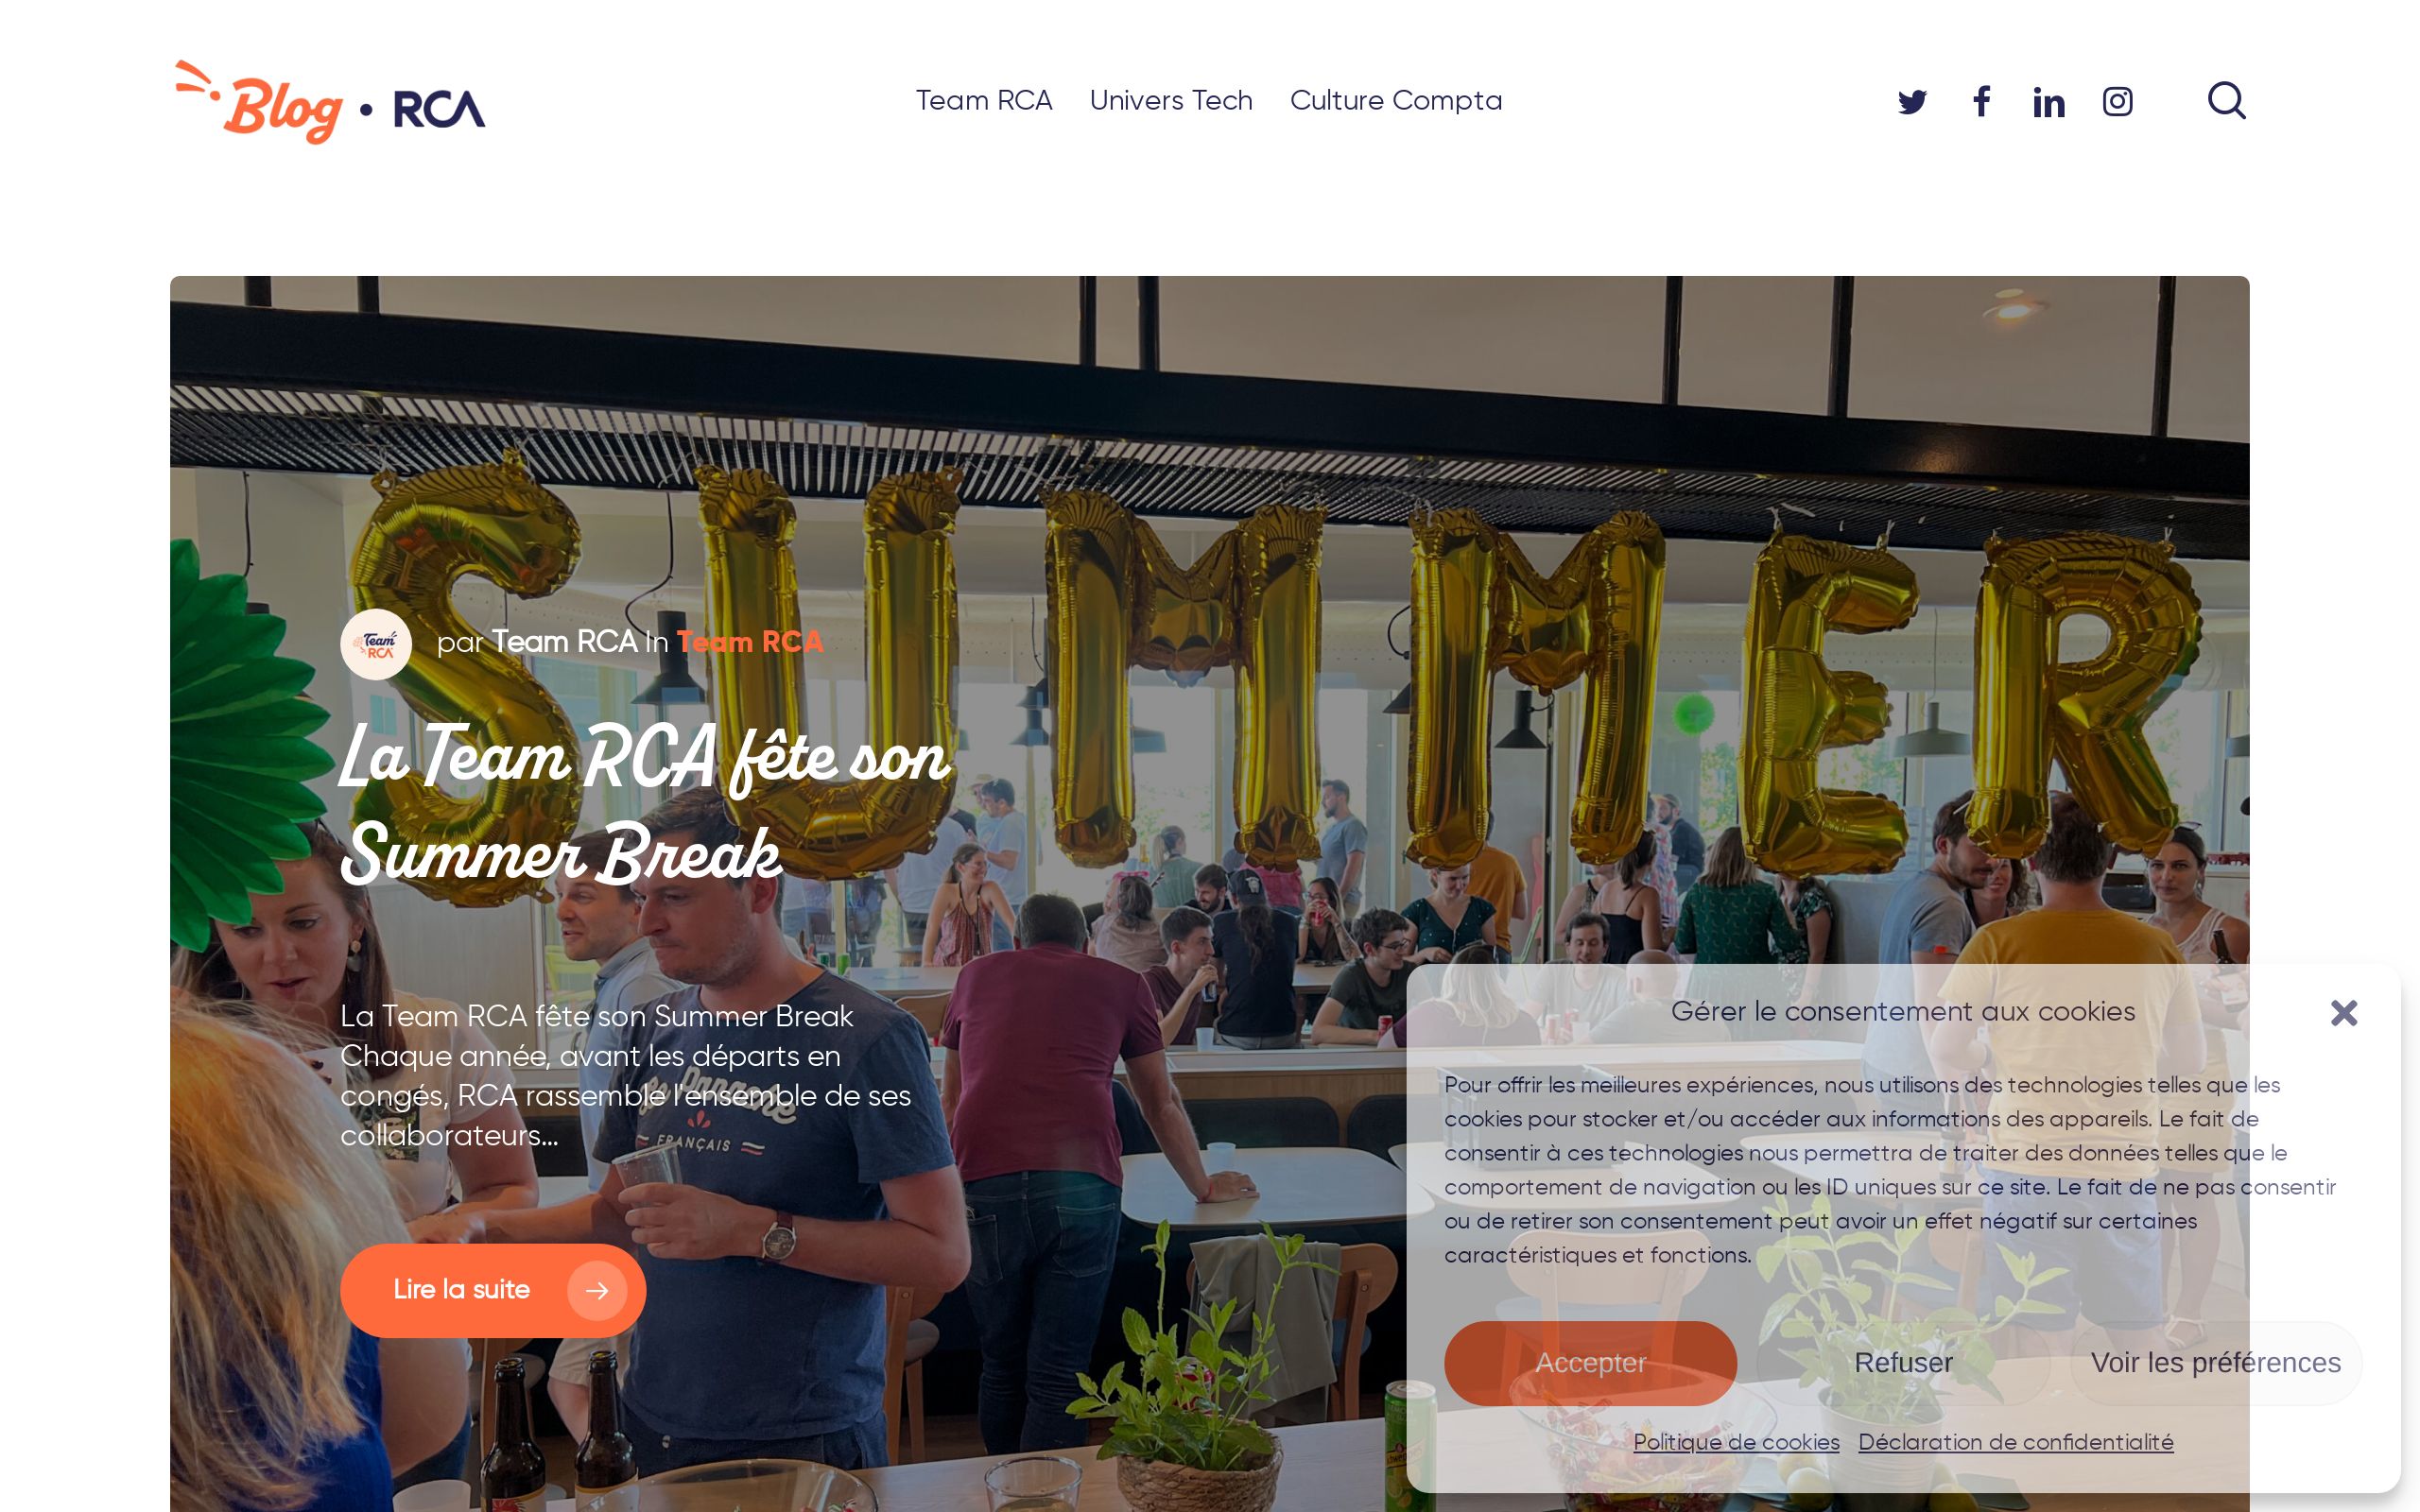 Blog • RCA
Team RCA
Univers Tech
Culture Compta
SUMMER
Team RCA
par Team RCA In Team RCA
La Team RCA fête son
Summer Break
La Team RCA fête son Summer Break
Chaque année, avant les départs en
congés, RCA rassemble l'ensemble de ses
collaborateurs...
Le Panache
FRANÇAIS
Lire la suite
Gérer le consentement aux cookies
Pour offrir les meilleures expériences, nous utilisons des technologies telles que les
cookies pour stocker et/ou accéder aux informations des appareils. Le fait de
consentir à ces technologies nous permettra de traiter des données telles que le
comportement de navigation ou les ID uniques sur ce site. Le fait de ne pas consentir
ou de retirer son consentement peut avoir un effet négatif sur certaines
caractéristiques et fonctions.
Accepter
Refuser
Voir les préférences
Politique de cookies
Déclaration de confidentialité